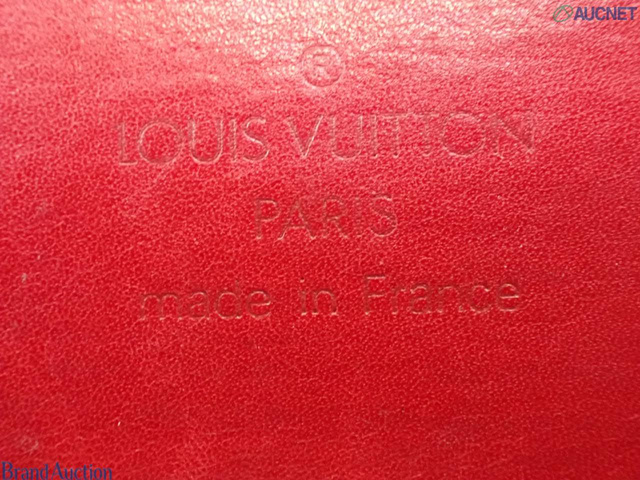 AUCNET
®
LOUIS VUITTON
PARIS
made in France
Brand Auction